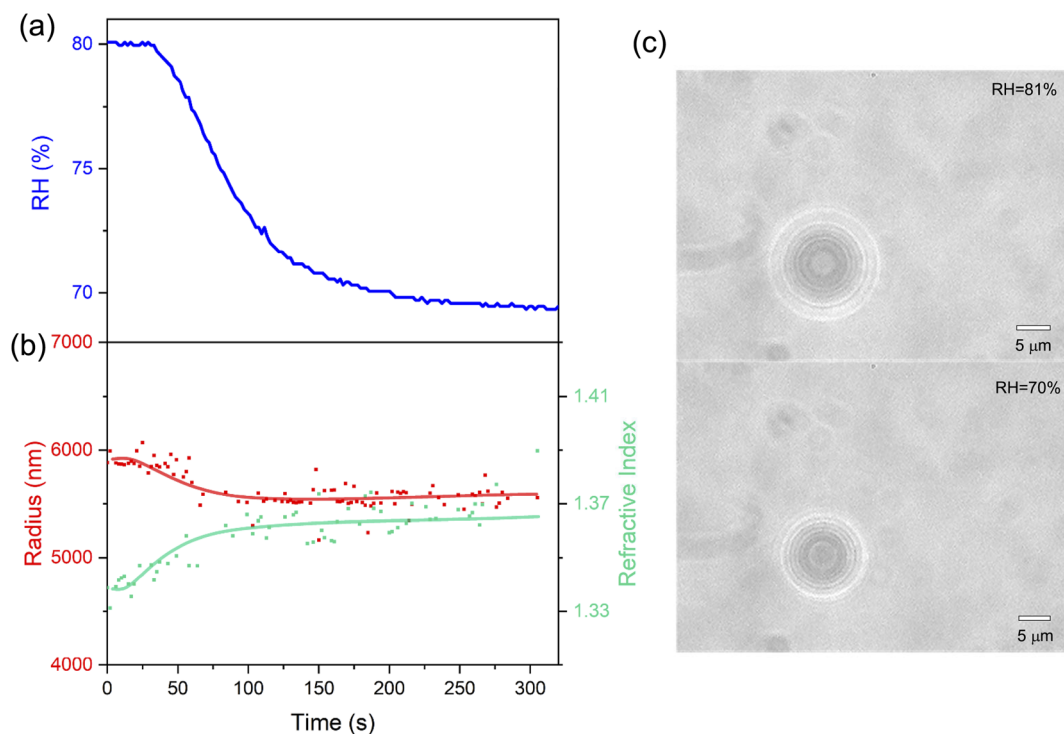 (a)
80
75
70
RH (%)
(b)
7000
6000
5000
4000
Radius (nm)
1.41
1.37
1.33
Refractive Index
0 50 100 150 200 250 300
Time (s)
(c)
RH=81%
5 μm
RH=70%
5 μm